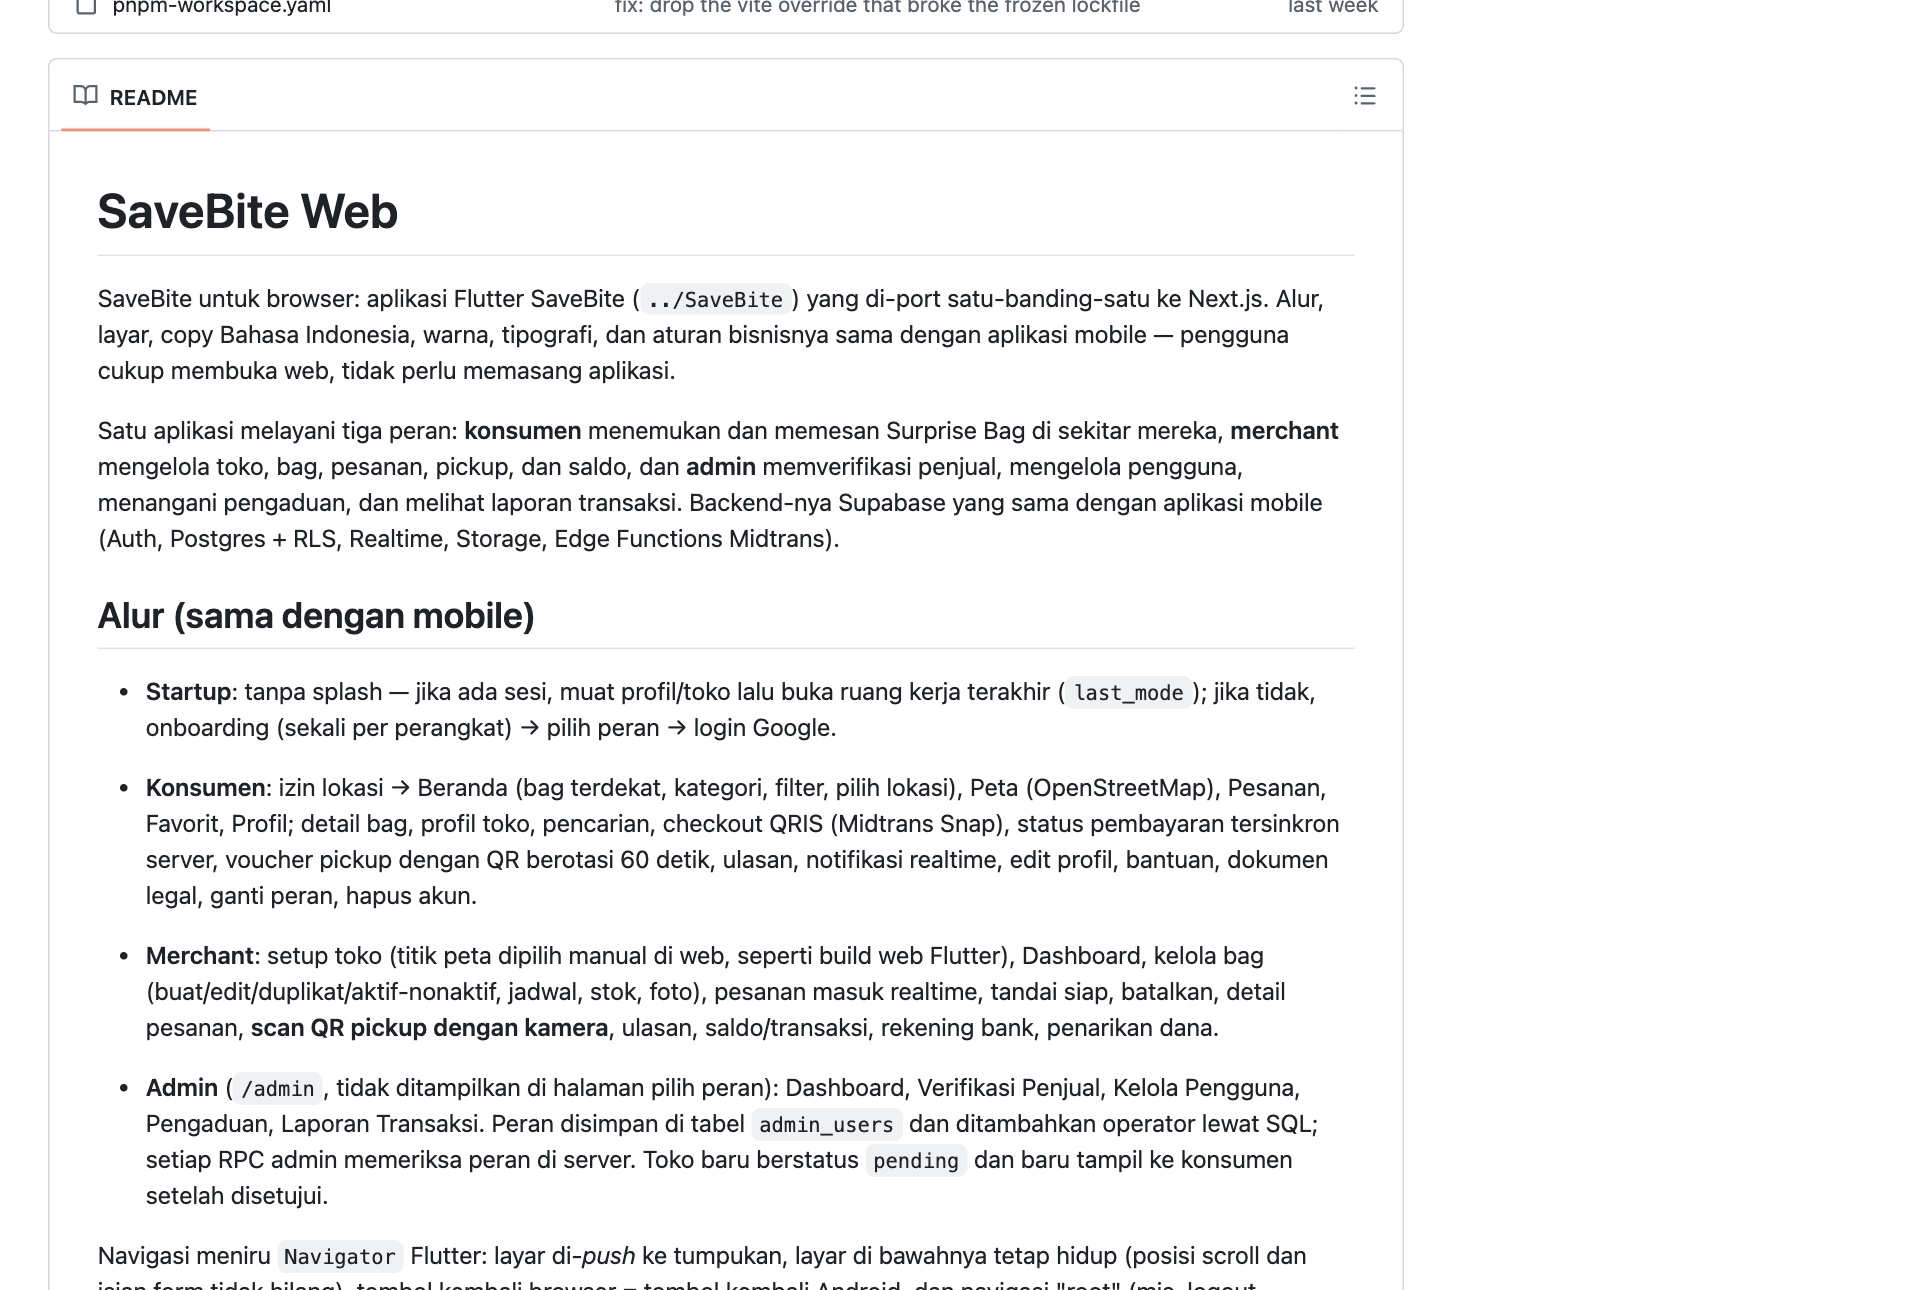 pnpm-workspace.yaml fix: drop the vite override that broke the frozen lockfile last week
README
SaveBite Web
SaveBite untuk browser: aplikasi Flutter SaveBite ( ../SaveBite ) yang di-port satu-banding-satu ke Next.js. Alur,
layar, copy Bahasa Indonesia, warna, tipografi, dan aturan bisnisnya sama dengan aplikasi mobile — pengguna
cukup membuka web, tidak perlu memasang aplikasi.
Satu aplikasi melayani tiga peran: konsumen menemukan dan memesan Surprise Bag di sekitar mereka, merchant
mengelola toko, bag, pesanan, pickup, dan saldo, dan admin memverifikasi penjual, mengelola pengguna,
menangani pengaduan, dan melihat laporan transaksi. Backend-nya Supabase yang sama dengan aplikasi mobile
(Auth, Postgres + RLS, Realtime, Storage, Edge Functions Midtrans).
Alur (sama dengan mobile)
• Startup: tanpa splash — jika ada sesi, muat profil/toko lalu buka ruang kerja terakhir ( last_mode ); jika tidak,
onboarding (sekali per perangkat) → pilih peran → login Google.
• Konsumen: izin lokasi → Beranda (bag terdekat, kategori, filter, pilih lokasi), Peta (OpenStreetMap), Pesanan,
Favorit, Profil; detail bag, profil toko, pencarian, checkout QRIS (Midtrans Snap), status pembayaran tersinkron
server, voucher pickup dengan QR berotasi 60 detik, ulasan, notifikasi realtime, edit profil, bantuan, dokumen
legal, ganti peran, hapus akun.
• Merchant: setup toko (titik peta dipilih manual di web, seperti build web Flutter), Dashboard, kelola bag
(buat/edit/duplikat/aktif-nonaktif, jadwal, stok, foto), pesanan masuk realtime, tandai siap, batalkan, detail
pesanan, scan QR pickup dengan kamera, ulasan, saldo/transaksi, rekening bank, penarikan dana.
• Admin ( /admin , tidak ditampilkan di halaman pilih peran): Dashboard, Verifikasi Penjual, Kelola Pengguna,
Pengaduan, Laporan Transaksi. Peran disimpan di tabel admin_users dan ditambahkan operator lewat SQL;
setiap RPC admin memeriksa peran di server. Toko baru berstatus pending dan baru tampil ke konsumen
setelah disetujui.
Navigasi meniru Navigator Flutter: layar di-push ke tumpukan, layar di bawahnya tetap hidup (posisi scroll dan
isian form tidak hilang), tombol kembali browser = tombol kembali Android, dan navigasi "root" (mis. logout